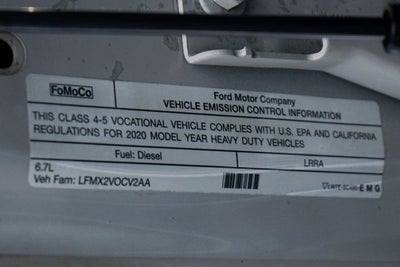 FoMoCo
Ford Motor Company
VEHICLE EMISSION CONTROL INFORMATION
THIS CLASS 4-5 VOCATIONAL VEHICLE COMPLIES WITH U.S. EPA AND CALIFORNIA
REGULATIONS FOR 2020 MODEL YEAR HEAVY DUTY VEHICLES
Fuel: Diesel LRRA
6.7L
Veh Fam: LFMX2VOCV2AA
EMG